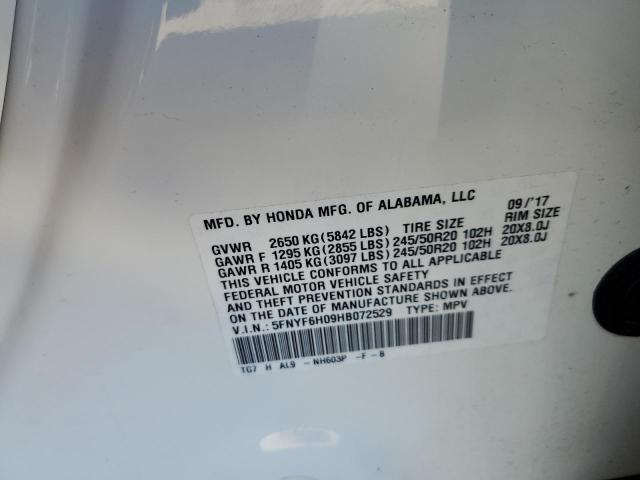 MFD. BY HONDA MFG. OF ALABAMA, LLC 09/'17
GVWR 2650 KG (5842 LBS) TIRE SIZE RIM SIZE
GAWR F 1295 KG (2855 LBS) 245/50R20 102H 20X8.0J
GAWR R 1405 KG (3097 LBS) 245/50R20 102H 20X8.0J
THIS VEHICLE CONFORMS TO ALL APPLICABLE
FEDERAL MOTOR VEHICLE SAFETY
AND THEFT PREVENTION STANDARDS IN EFFECT
ON THE DATE OF MANUFACTURE SHOWN ABOVE.
V.I.N.: 5FNYF6H09HB072529 TYPE: MPV
TG7 H AL9 - NH603P -F-8